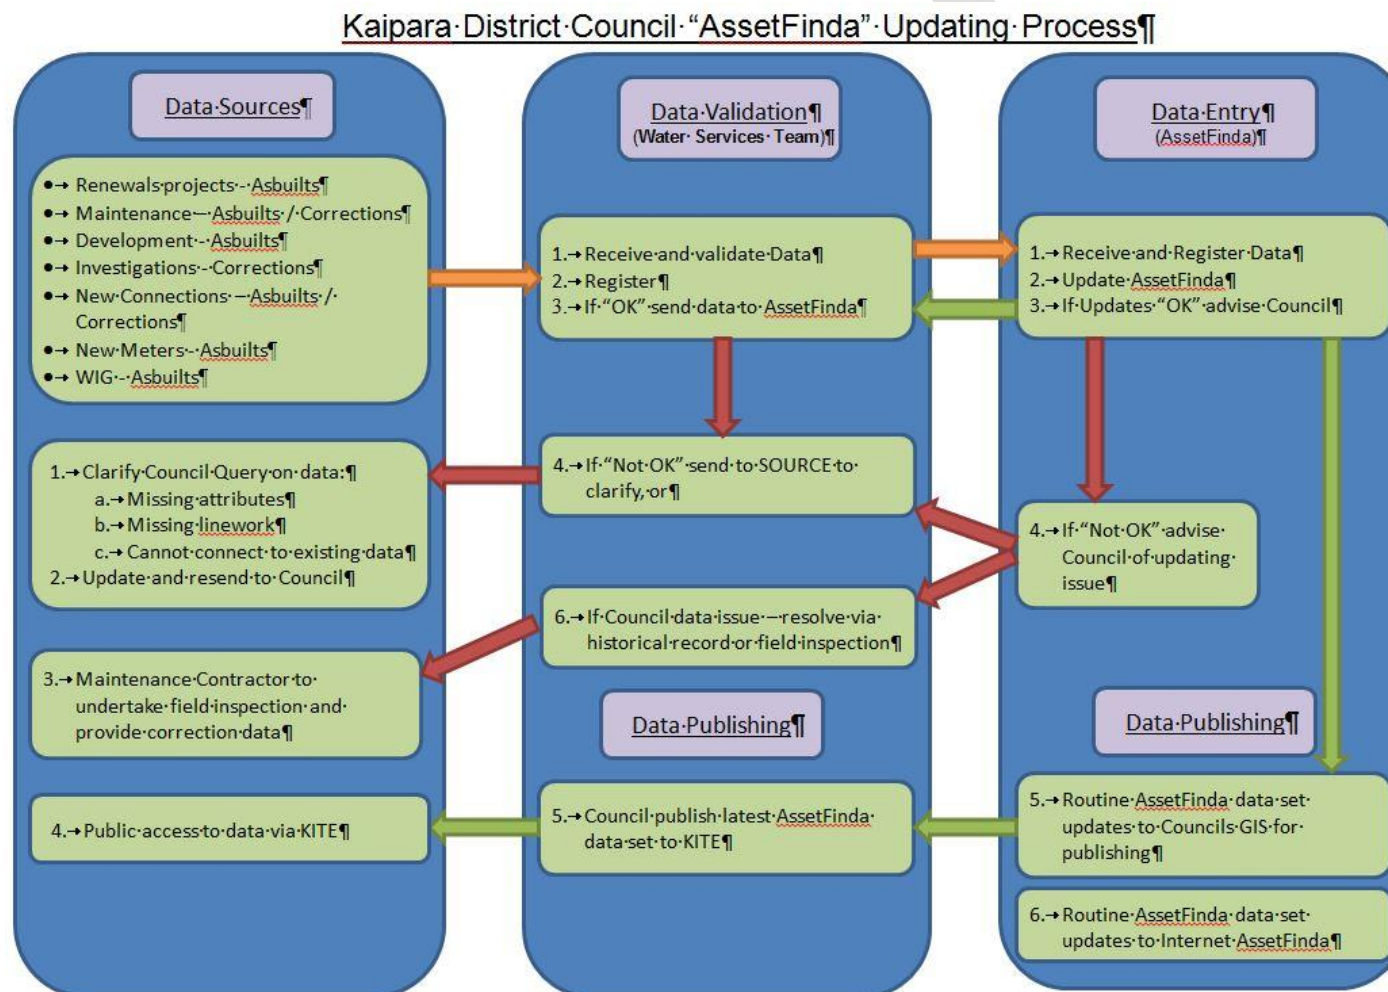 Kaipara·District·Council·“AssetFinda”·Updating·Process¶
Data·Sources¶
●→ Renewals·projects·-·Asbuilts¶
●→ Maintenance·–·Asbuilts·/·Corrections¶
●→ Development·-·Asbuilts¶
●→ Investigations·-·Corrections¶
●→ New·Connections·–·Asbuilts·/·
Corrections¶
●→ New·Meters·-·Asbuilts¶
●→ WIG·-·Asbuilts¶
1.→ Clarify·Council·Query·on·data:¶
a.→ Missing·attributes¶
b.→ Missing·linework¶
c.→ Cannot·connect·to·existing·data¶
2.→ Update·and·resend·to·Council¶
3.→ Maintenance·Contractor·to·
undertake·field·inspection·and·
provide·correction·data¶
4.→ Public·access·to·data·via·KITE¶
Data·Validation¶
(Water·Services·Team)¶
1.→ Receive·and·validate·Data¶
2.→ Register¶
3.→ If·“OK”·send·data·to·AssetFinda¶
4.→ If·“Not·OK”·send·to·SOURCE·to·
clarify,·or¶
6.→ If·Council·data·issue·–·resolve·via·
historical·record·or·field·inspection¶
Data·Publishing¶
5.→ Council·publish·latest·AssetFinda·
data·set·to·KITE¶
Data·Entry¶
(AssetFinda)¶
1.→ Receive·and·Register·Data¶
2.→ Update·AssetFinda¶
3.→ If·Updates·“OK”·advise·Council¶
4.→ If·“Not·OK”·advise·
Council·of·updating·
issue¶
Data·Publishing¶
5.→ Routine·AssetFinda·data·set·
updates·to·Councils·GIS·for·
publishing¶
6.→ Routine·AssetFinda·data·set·
updates·to·Internet·AssetFinda¶